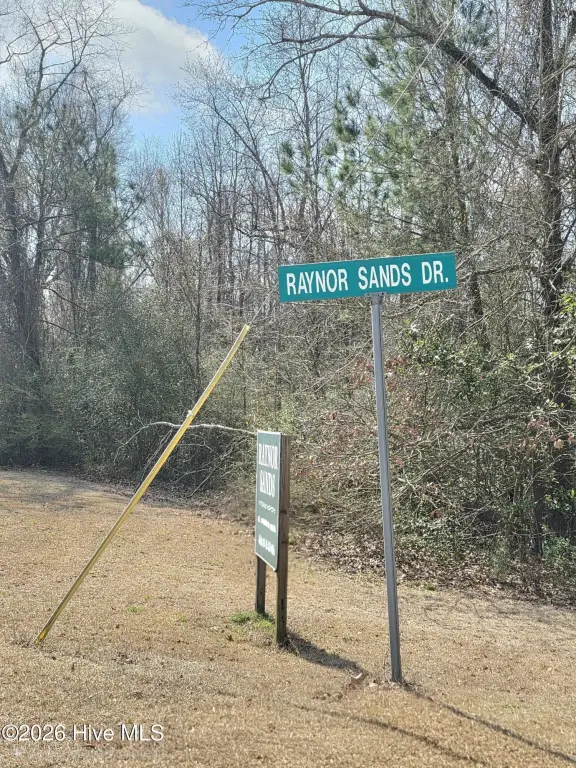 RAYNOR SANDS DR.
RAYNOR
SANDS
©2026 Hive MLS